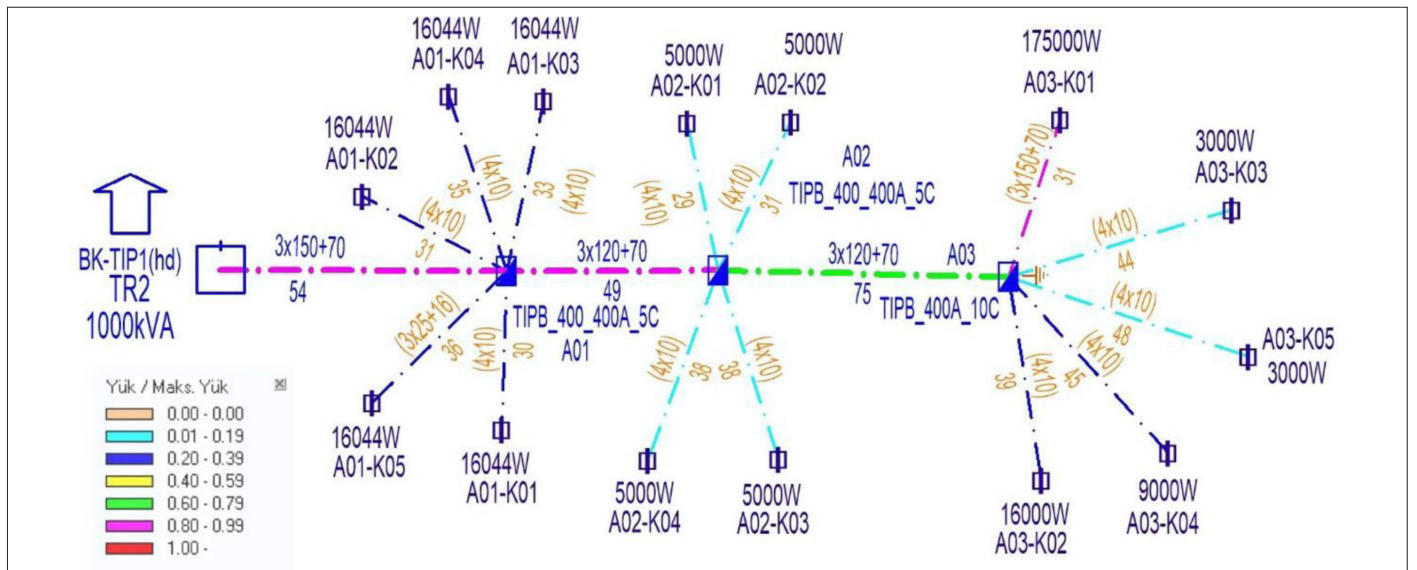 16044W
A01-K04
16044W
A01-K03
5000W
A02-K01
5000W
A02-K02
175000W
A03-K01
16044W
A01-K02
3000W
A03-K03
(4x10)
35
(4x10)
33
(4x10)
(4x10)
29
(4x10)
31
A02
TIPB_400_400A_5C
(3x150+70)
31
(4x10)
44
(4x10)
31
BK-TIP1(hd)
TR2
1000kVA
3x150+70
54
3x120+70
49
TIPB_400_400A_5C
A01
3x120+70
75
A03
TIPB_400A_10C
(4x10)
48
A03-K05
3000W
(3x25+16)
36
(4x10)
30
(4x10)
38
(4x10)
38
(4x10)
39
(4x10)
45
16044W
A01-K05
16044W
A01-K01
5000W
A02-K04
5000W
A02-K03
16000W
A03-K02
9000W
A03-K04
Yük / Maks. Yük
0.00 - 0.00
0.01 - 0.19
0.20 - 0.39
0.40 - 0.59
0.60 - 0.79
0.80 - 0.99
1.00 -